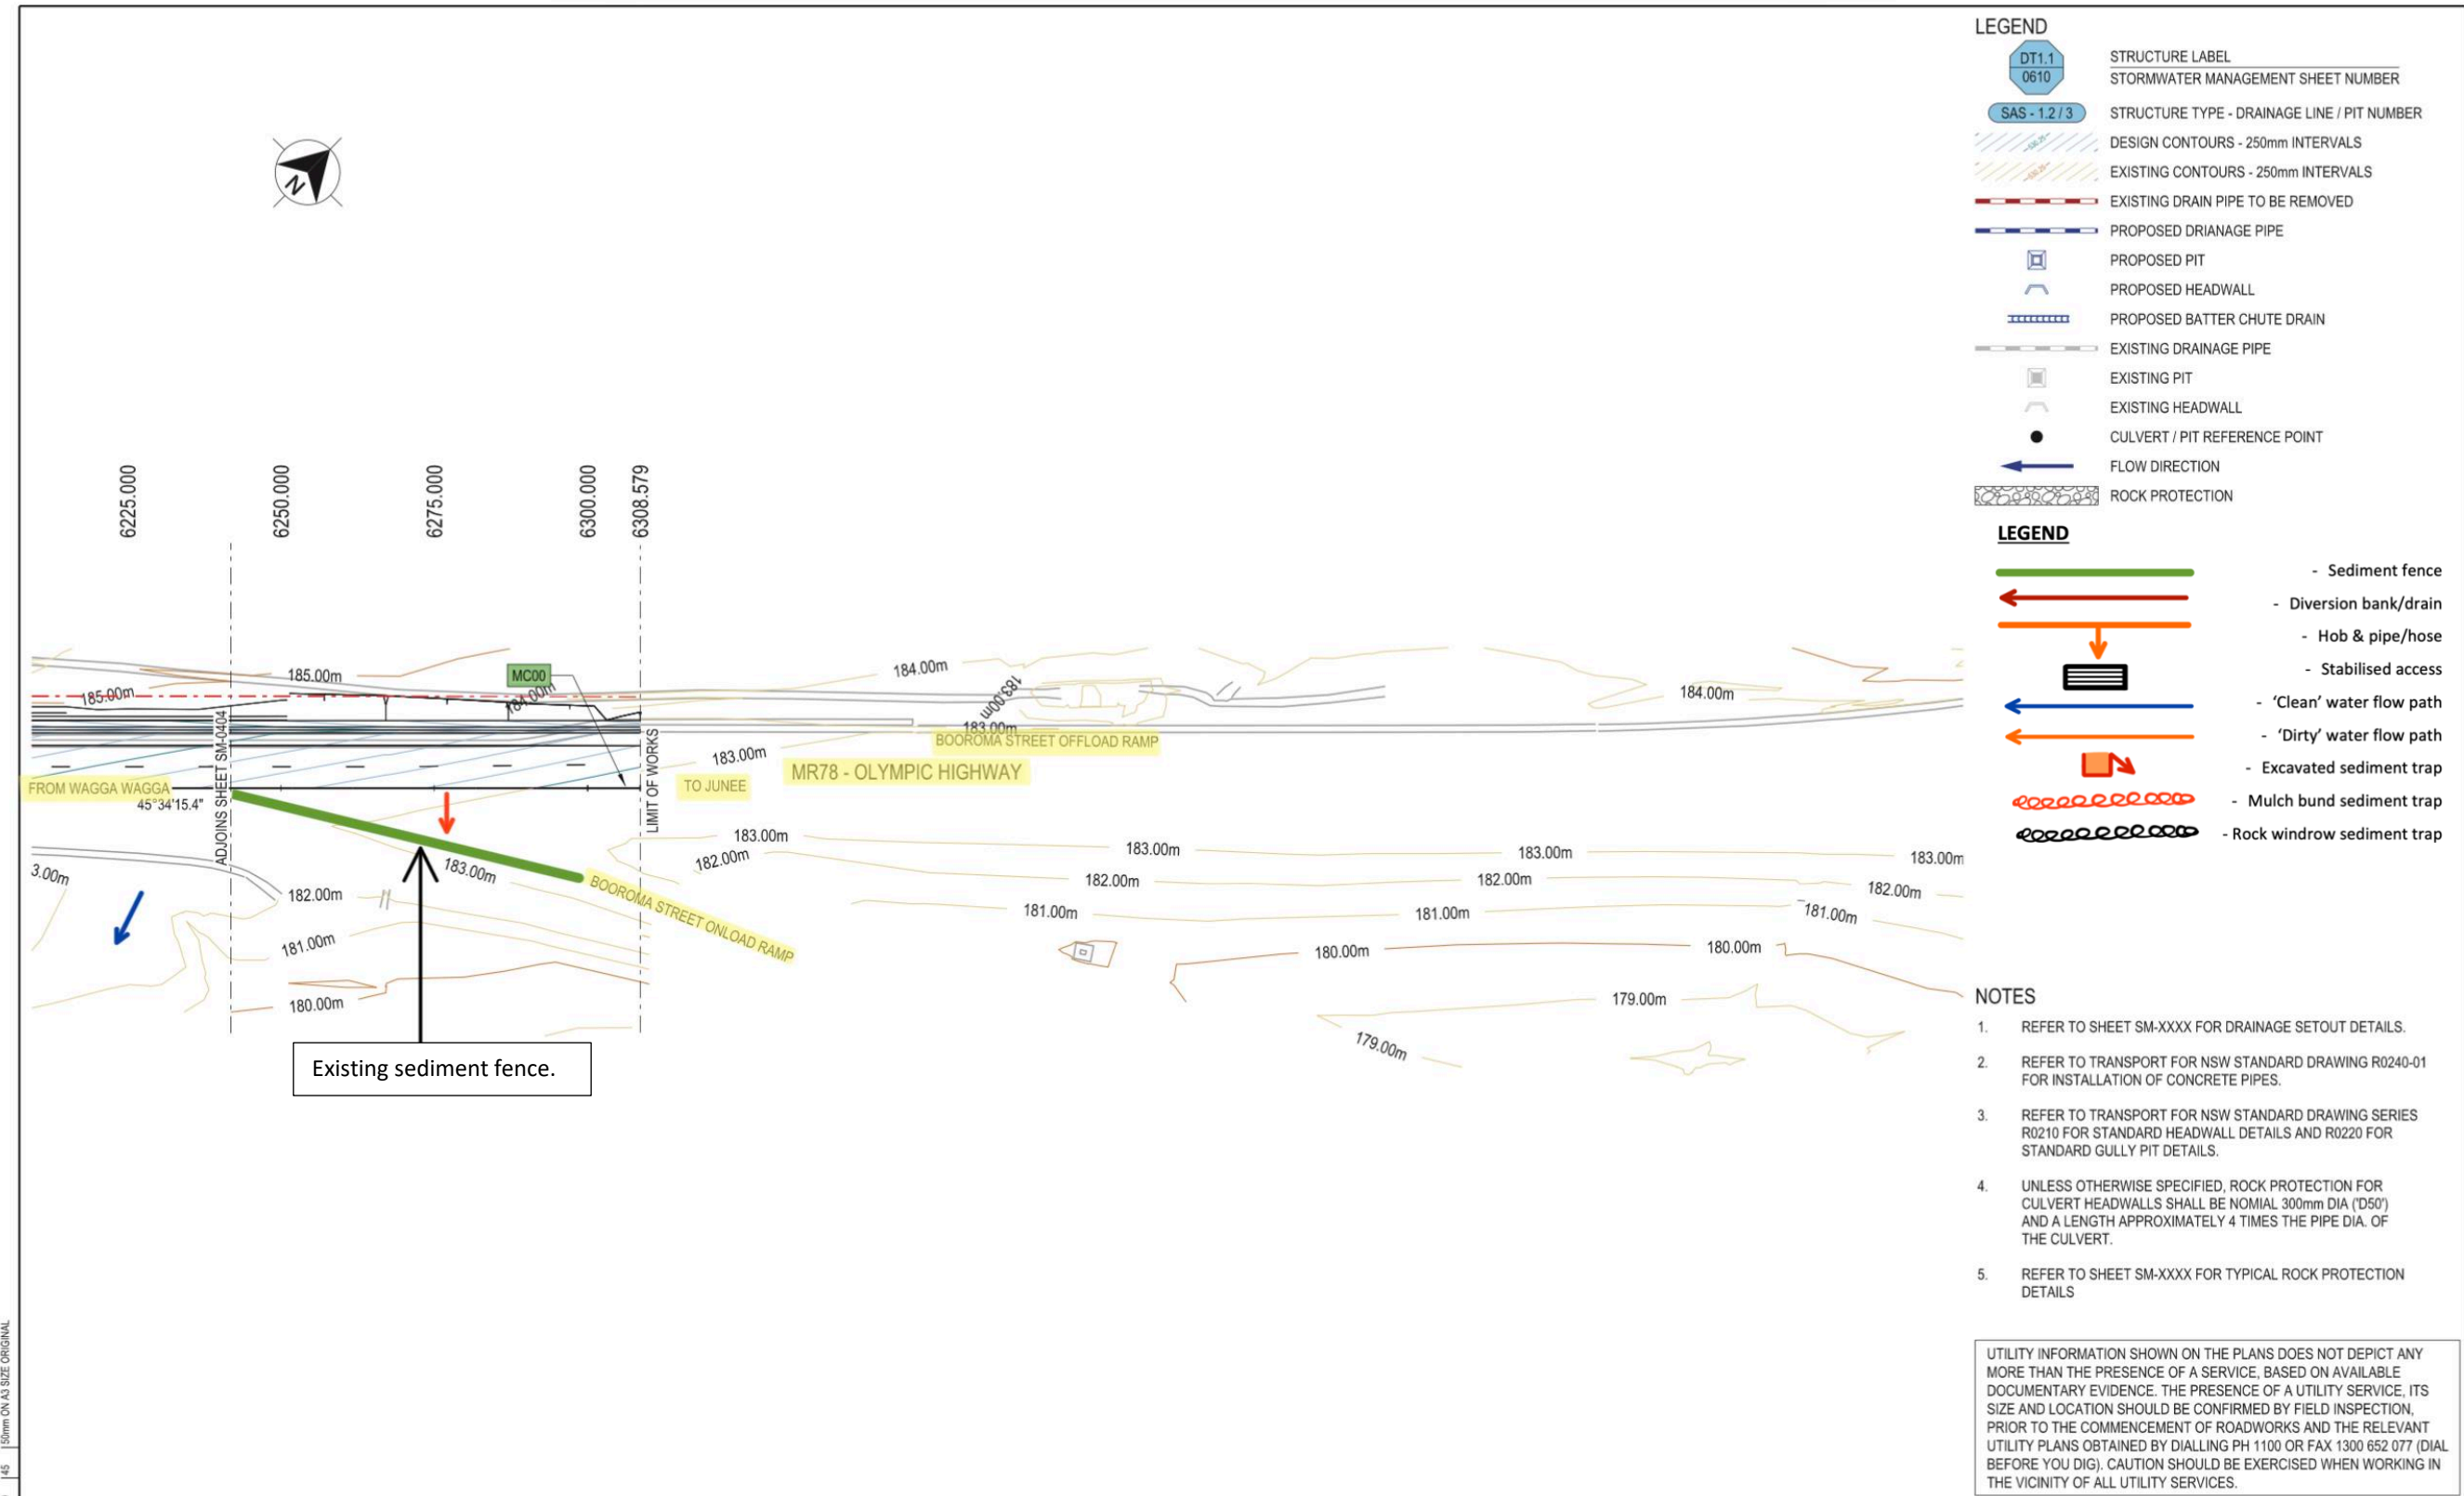 LEGEND
DT1.1
0610
STRUCTURE LABEL
STORMWATER MANAGEMENT SHEET NUMBER
SAS - 1.2 / 3
STRUCTURE TYPE - DRAINAGE LINE / PIT NUMBER
530.25
DESIGN CONTOURS - 250mm INTERVALS
530.25
EXISTING CONTOURS - 250mm INTERVALS
EXISTING DRAIN PIPE TO BE REMOVED
PROPOSED DRIANAGE PIPE
PROPOSED PIT
PROPOSED HEADWALL
PROPOSED BATTER CHUTE DRAIN
EXISTING DRAINAGE PIPE
EXISTING PIT
EXISTING HEADWALL
CULVERT / PIT REFERENCE POINT
FLOW DIRECTION
ROCK PROTECTION
LEGEND
- Sediment fence
- Diversion bank/drain
- Hob & pipe/hose
- Stabilised access
- 'Clean' water flow path
- 'Dirty' water flow path
- Excavated sediment trap
- Mulch bund sediment trap
- Rock windrow sediment trap
N
6225.000
6250.000
6275.000
6300.000
6308.579
185.00m
185.00m
MC00
184.00m
184.00m
183.00m
183.00m
184.00m
BOOROMA STREET OFFLOAD RAMP
183.00m
MR78 - OLYMPIC HIGHWAY
FROM WAGGA WAGGA
45°34'15.4"
TO JUNEE
ADJOINS SHEET SM-0404
LIMIT OF WORKS
183.00m
183.00m
183.00m
183.00m
3.00m
183.00m
182.00m
182.00m
182.00m
182.00m
182.00m
BOOROMA STREET ONLOAD RAMP
181.00m
181.00m
181.00m
181.00m
180.00m
180.00m
180.00m
179.00m
179.00m
Existing sediment fence.
NOTES
1. REFER TO SHEET SM-XXXX FOR DRAINAGE SETOUT DETAILS.
2. REFER TO TRANSPORT FOR NSW STANDARD DRAWING R0240-01
FOR INSTALLATION OF CONCRETE PIPES.
3. REFER TO TRANSPORT FOR NSW STANDARD DRAWING SERIES
R0210 FOR STANDARD HEADWALL DETAILS AND R0220 FOR
STANDARD GULLY PIT DETAILS.
4. UNLESS OTHERWISE SPECIFIED, ROCK PROTECTION FOR
CULVERT HEADWALLS SHALL BE NOMIAL 300mm DIA ('D50')
AND A LENGTH APPROXIMATELY 4 TIMES THE PIPE DIA. OF
THE CULVERT.
5. REFER TO SHEET SM-XXXX FOR TYPICAL ROCK PROTECTION
DETAILS
UTILITY INFORMATION SHOWN ON THE PLANS DOES NOT DEPICT ANY
MORE THAN THE PRESENCE OF A SERVICE, BASED ON AVAILABLE
DOCUMENTARY EVIDENCE. THE PRESENCE OF A UTILITY SERVICE, ITS
SIZE AND LOCATION SHOULD BE CONFIRMED BY FIELD INSPECTION,
PRIOR TO THE COMMENCEMENT OF ROADWORKS AND THE RELEVANT
UTILITY PLANS OBTAINED BY DIALLING PH 1100 OR FAX 1300 652 077 (DIAL
BEFORE YOU DIG). CAUTION SHOULD BE EXERCISED WHEN WORKING IN
THE VICINITY OF ALL UTILITY SERVICES.
50mm ON A3 SIZE ORIGINAL
45